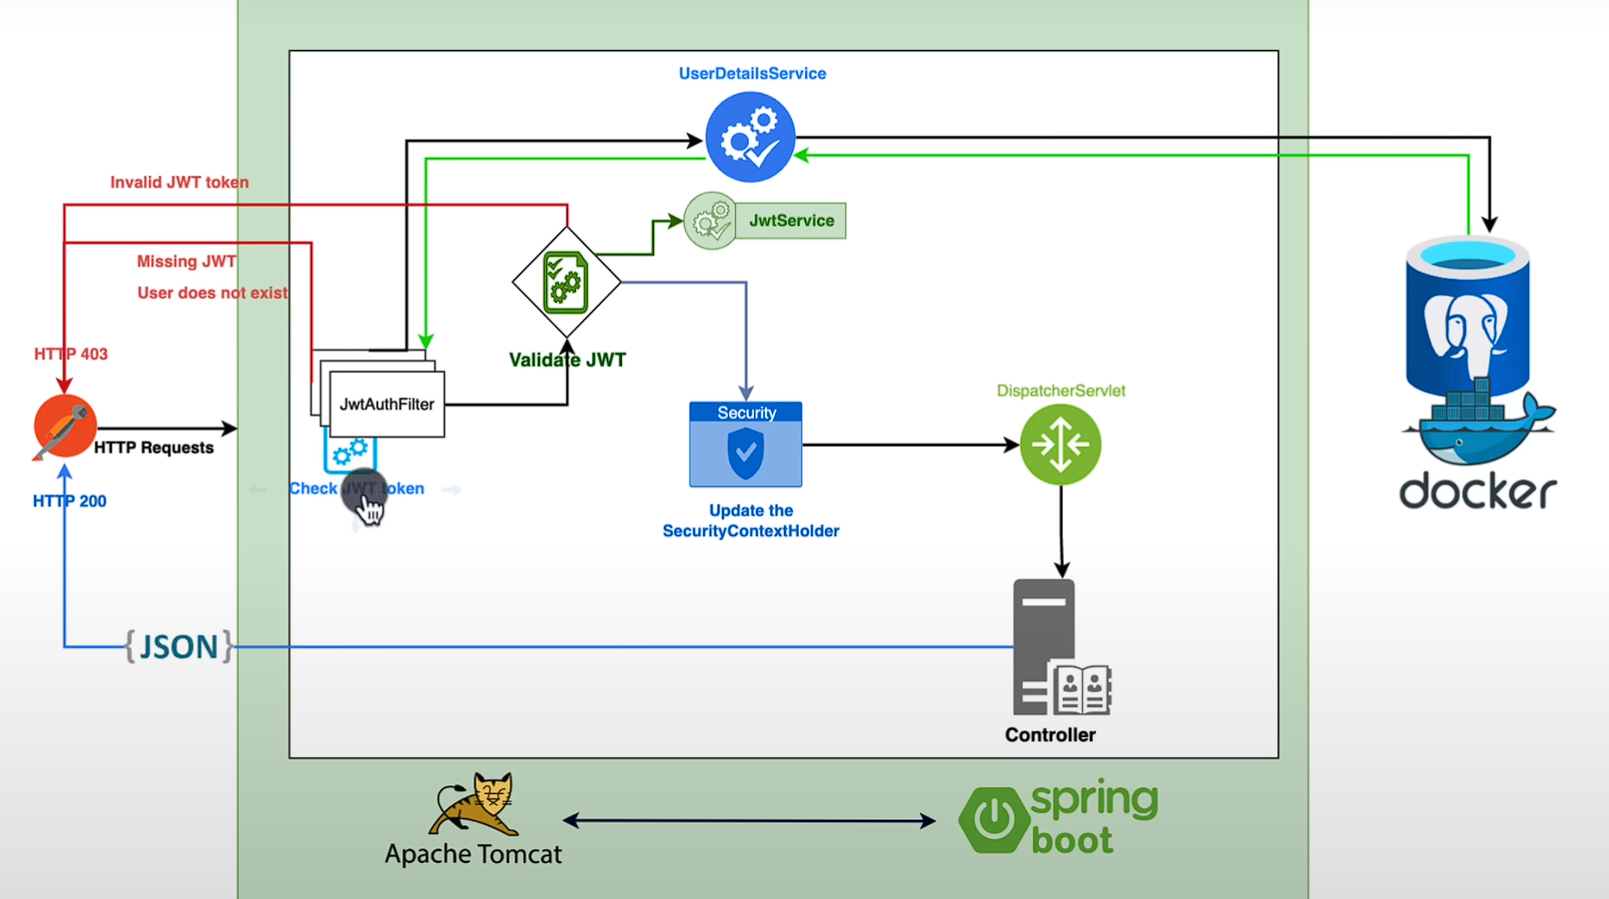 UserDetailsService
Invalid JWT token
JwtService
Missing JWT
User does not exist
HTTP 403
Validate JWT
JwtAuthFilter
DispatcherServlet
Security
HTTP Requests
Check JWT token
HTTP 200
docker
Update the
SecurityContextHolder
{JSON}
Controller
Apache Tomcat
spring
boot